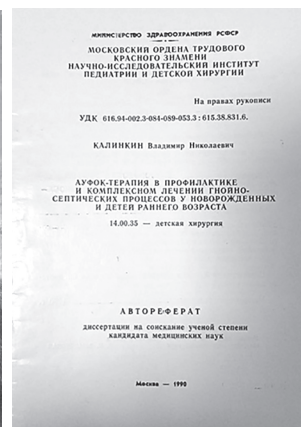 МИНИСТЕРСТВО ЗДРАВООХРАНЕНИЯ РСФСР
МОСКОВСКИЙ ОРДЕНА ТРУДОВОГО
КРАСНОГО ЗНАМЕНИ
НАУЧНО-ИССЛЕДОВАТЕЛЬСКИЙ ИНСТИТУТ
ПЕДИАТРИИ И ДЕТСКОЙ ХИРУРГИИ
На правах рукописи
УДК 616.94-002.3-084-089-053.3 : 615.38.831.6.
КАЛИНКИН Владимир Николаевич
АУФОК-ТЕРАПИЯ В ПРОФИЛАКТИКЕ
И КОМПЛЕКСНОМ ЛЕЧЕНИИ ГНОЙНО-
СЕПТИЧЕСКИХ ПРОЦЕССОВ У НОВОРОЖДЕННЫХ
И ДЕТЕЙ РАННЕГО ВОЗРАСТА
14.00.35 — детская хирургия
АВТОРЕФЕРАТ
диссертации на соискание ученой степени
кандидата медицинских наук
Москва — 1990